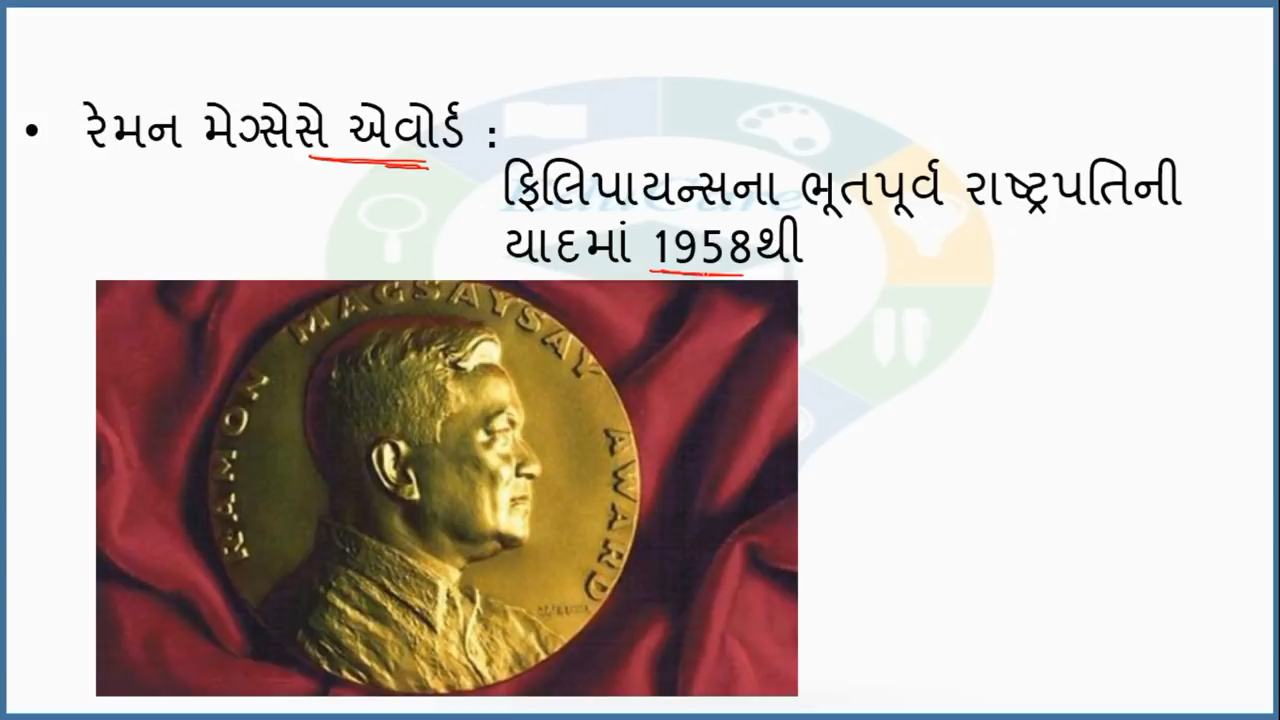 • રેમન મેગ્સેસે એવોર્ડ :
ફિલિપાયન્સના ભૂતપૂર્વ રાષ્ટ્રપતિની
યાદમાં 1958થી
RAMON MAGSAYSAY AWARD